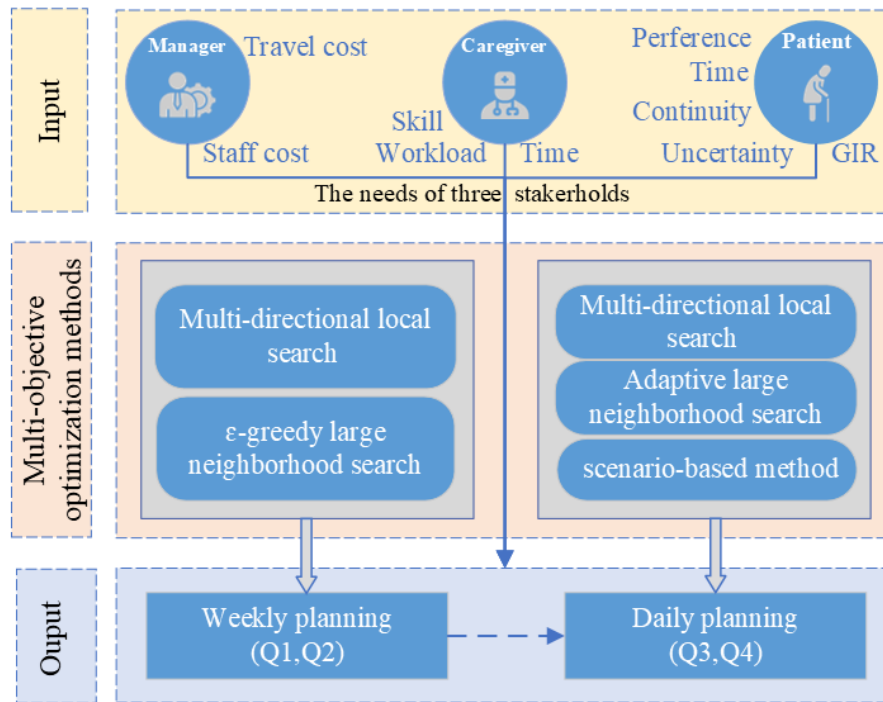 Input
Manager
Travel cost
Staff cost
Caregiver
Skill
Workload
Time
Perference
Time
Continuity
Uncertainty
Patient
GIR
The needs of three stakerholds
Multi-objective
optimization methods
Multi-directional local
search
ε-greedy large
neighborhood search
Multi-directional local
search
Adaptive large
neighborhood search
scenario-based method
Ouput
Weekly planning
(Q1,Q2)
Daily planning
(Q3,Q4)